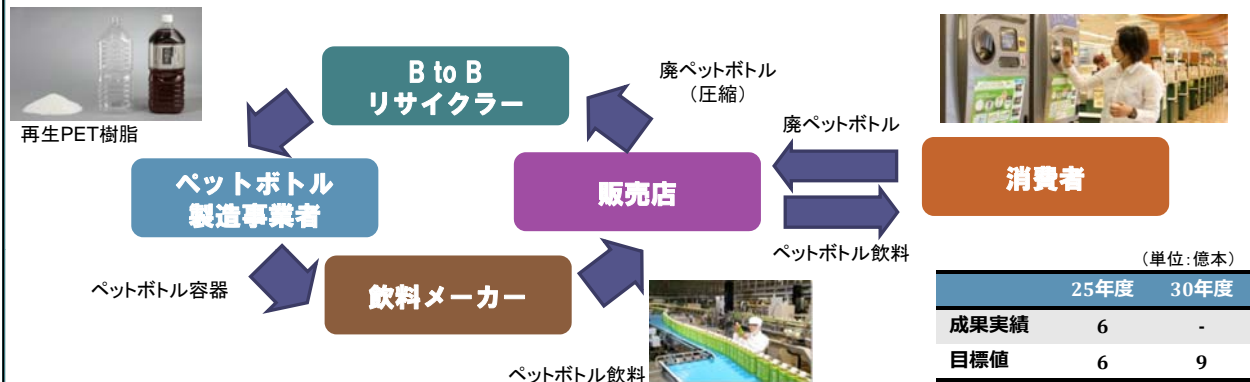 再生PET樹脂
B to B
リサイクラー
廃ペットボトル
（圧縮）
廃ペットボトル
ペットボトル
製造事業者
販売店
消費者
ペットボトル飲料
ペットボトル容器
飲料メーカー
ペットボトル飲料
（単位：億本）
25年度 30年度
成果実績 6 -
目標値 6 9